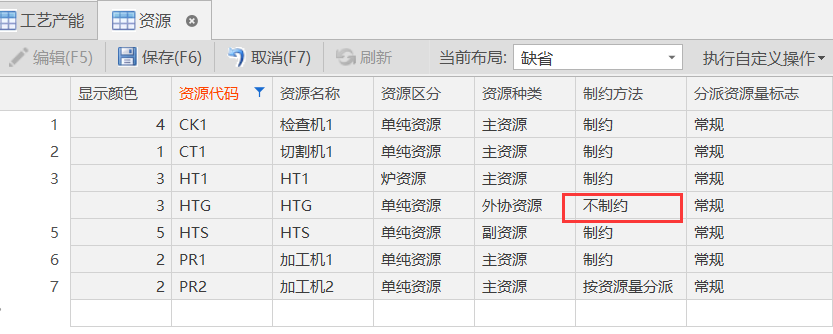 工艺产能 资源
编辑(F5) 保存(F6) 取消(F7) 刷新 当前布局: 缺省 执行自定义操作
显示颜色 资源代码 资源名称 资源区分 资源种类 制约方法 分派资源量标志
1 4 CK1 检查机1 单纯资源 主资源 制约 常规
2 1 CT1 切割机1 单纯资源 主资源 制约 常规
3 3 HT1 HT1 炉资源 主资源 制约 常规
3 HTG HTG 单纯资源 外协资源 不制约 常规
5 5 HTS HTS 单纯资源 副资源 制约 常规
6 2 PR1 加工机1 单纯资源 主资源 制约 常规
7 2 PR2 加工机2 单纯资源 主资源 按资源量分派 常规